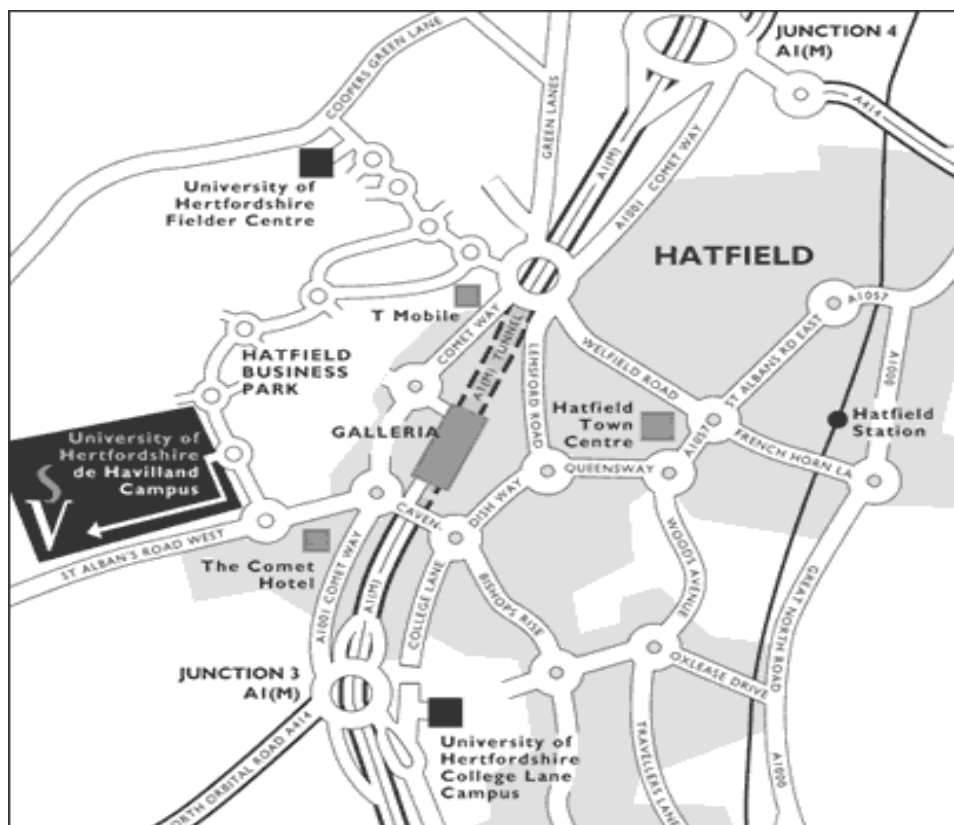 JUNCTION 4
A1(M)
COOPERS GREEN LANE
GREEN LANES
A414
A1(M)
A1001 COMET WAY
University of
Hertfordshire
Fielder Centre
HATFIELD
T Mobile
COMET WAY
A1(M) TUNNEL
A1057
ST ALBANS RD EAST
WELFIELD ROAD
LEMSFORD ROAD
A1000
HATFIELD
BUSINESS
PARK
GALLERIA
Hatfield
Town
Centre
A1057
FRENCH HORN LA
Hatfield
Station
University of
Hertfordshire
de Havilland
Campus
V
QUEENSWAY
CAVEN-
DISH WAY
ST ALBAN'S ROAD WEST
The Comet
Hotel
A1001 COMET WAY
A1(M)
COLLEGE LANE
BISHOPS RISE
WOODS AVENUE
GREAT NORTH ROAD
OXLEASE DRIVE
JUNCTION 3
A1(M)
NORTH ORBITAL ROAD A414
University of
Hertfordshire
College Lane
Campus
TRAVELLERS LANE
A1000